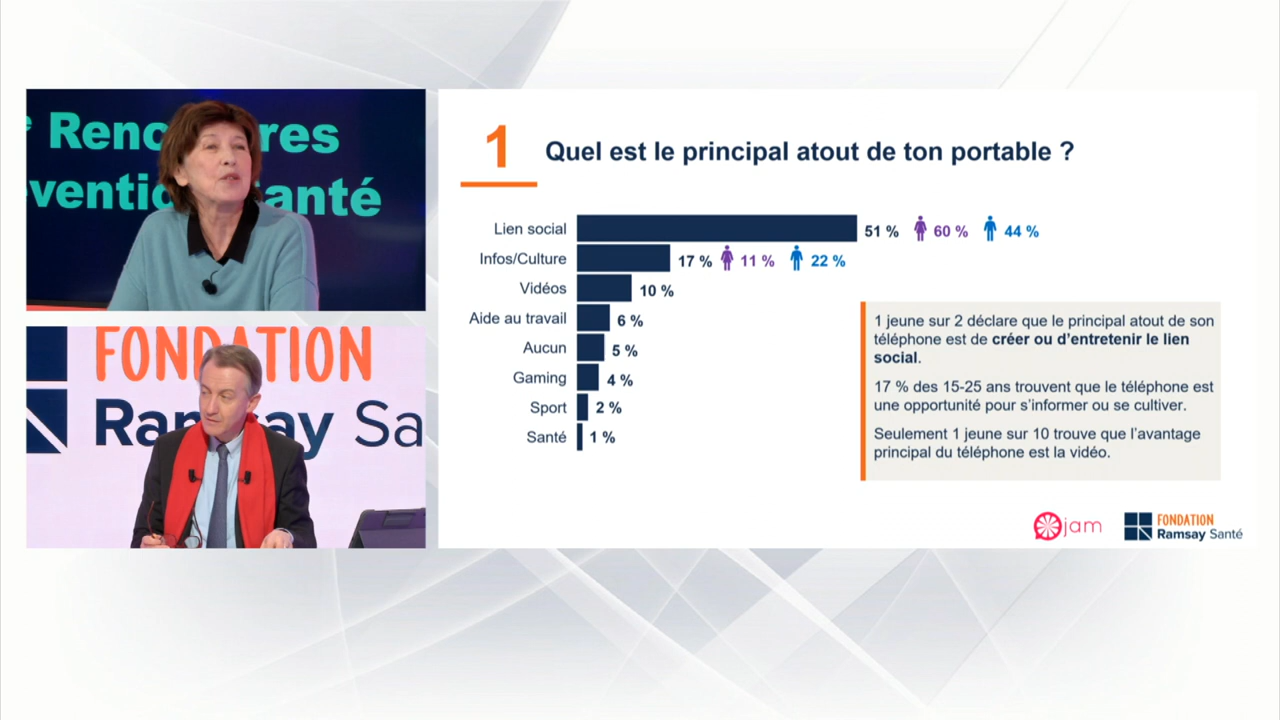 Rencontres
Santé
FONDATION
Ramsay Sa
1
Quel est le principal atout de ton portable ?
Lien social 51 % 60 % 44 %
Infos/Culture 17 % 11 % 22 %
Vidéos 10 %
Aide au travail 6 %
Aucun 5 %
Gaming 4 %
Sport 2 %
Santé 1 %
1 jeune sur 2 déclare que le principal atout de son
téléphone est de créer ou d’entretenir le lien
social.
17 % des 15-25 ans trouvent que le téléphone est
une opportunité pour s’informer ou se cultiver.
Seulement 1 jeune sur 10 trouve que l’avantage
principal du téléphone est la vidéo.
jam
FONDATION
Ramsay Santé